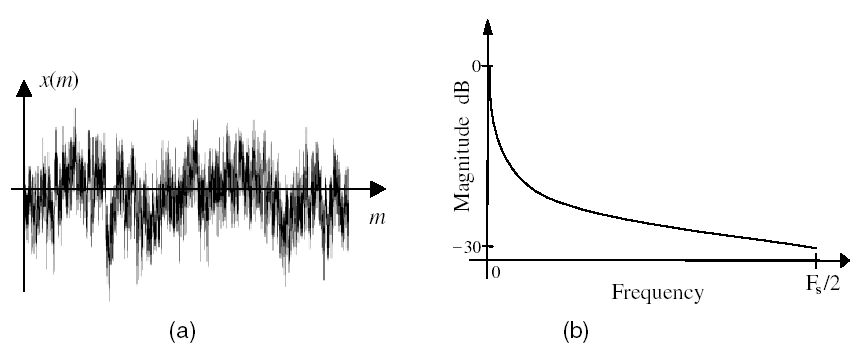 x(m)
m
(a)
Magnitude dB
0
–30
0
Frequency
Fs/2
(b)